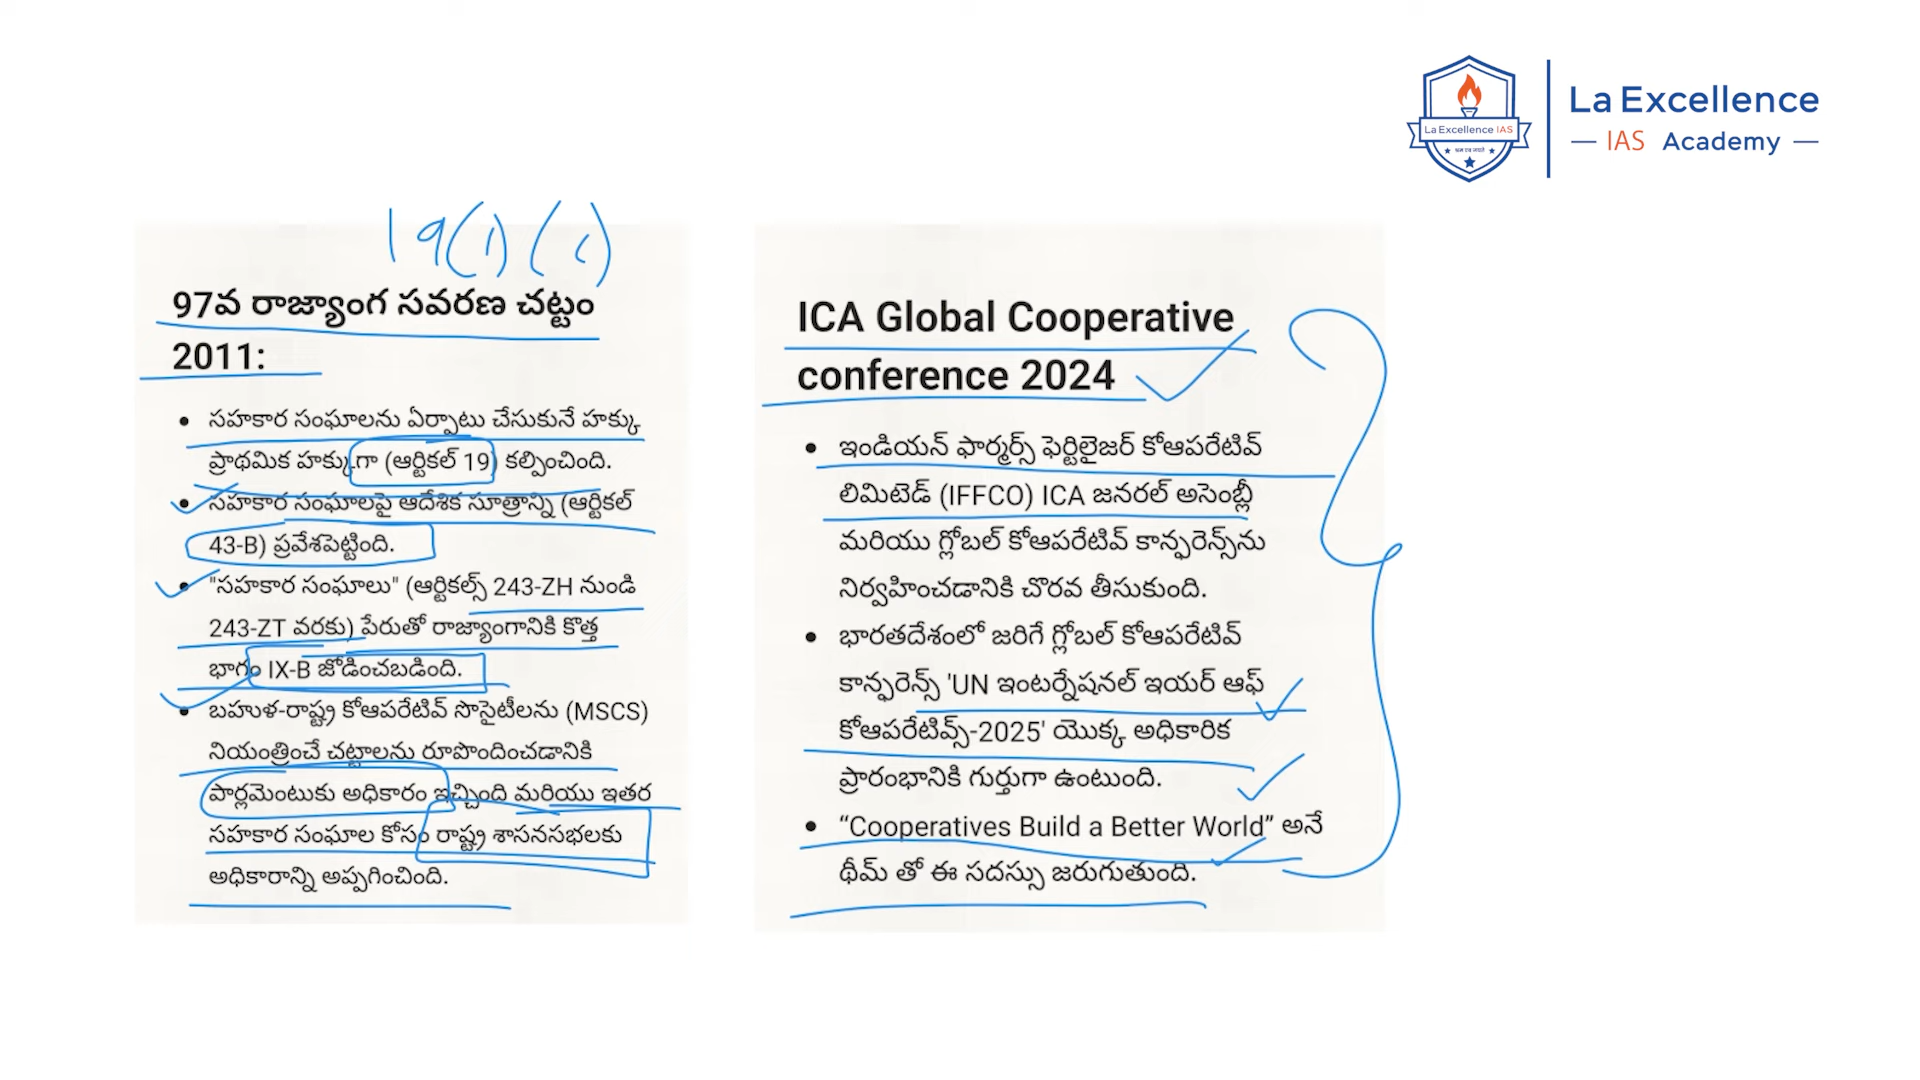 La Excellence IAS
La Excellence
IAS Academy
19(1)(c)
97వ రాజ్యాంగ సవరణ చట్టం
2011:
• సహకార సంఘాలను ఏర్పాటు చేసుకునే హక్కు
ప్రాథమిక హక్కుగా (ఆర్టికల్ 19) కల్పించింది.
• సహకార సంఘాలపై ఆదేశిక సూత్రాన్ని (ఆర్టికల్
43-B) ప్రవేశపెట్టింది.
• "సహకార సంఘాలు" (ఆర్టికల్స్ 243-ZH నుండి
243-ZT వరకు) పేరుతో రాజ్యాంగానికి కొత్త
భాగం IX-B జోడించబడింది.
• బహుళ-రాష్ట్ర కోఆపరేటివ్ సొసైటీలను (MSCS)
నియంత్రించే చట్టాలను రూపొందించడానికి
పార్లమెంటుకు అధికారం ఇచ్చింది మరియు ఇతర
సహకార సంఘాల కోసం రాష్ట్ర శాసనసభలకు
అధికారాన్ని అప్పగించింది.
ICA Global Cooperative
conference 2024
• ఇండియన్ ఫార్మర్స్ ఫెర్టిలైజర్ కోఆపరేటివ్
లిమిటెడ్ (IFFCO) ICA జనరల్ అసెంబ్లీ
మరియు గ్లోబల్ కోఆపరేటివ్ కాన్ఫరెన్స్‌ను
నిర్వహించడానికి చొరవ తీసుకుంది.
• భారతదేశంలో జరిగే గ్లోబల్ కోఆపరేటివ్
కాన్ఫరెన్స్ 'UN ఇంటర్నేషనల్ ఇయర్ ఆఫ్
కోఆపరేటివ్స్-2025' యొక్క అధికారిక
ప్రారంభానికి గుర్తుగా ఉంటుంది.
• “Cooperatives Build a Better World” అనే
థీమ్ తో ఈ సదస్సు జరుగుతుంది.